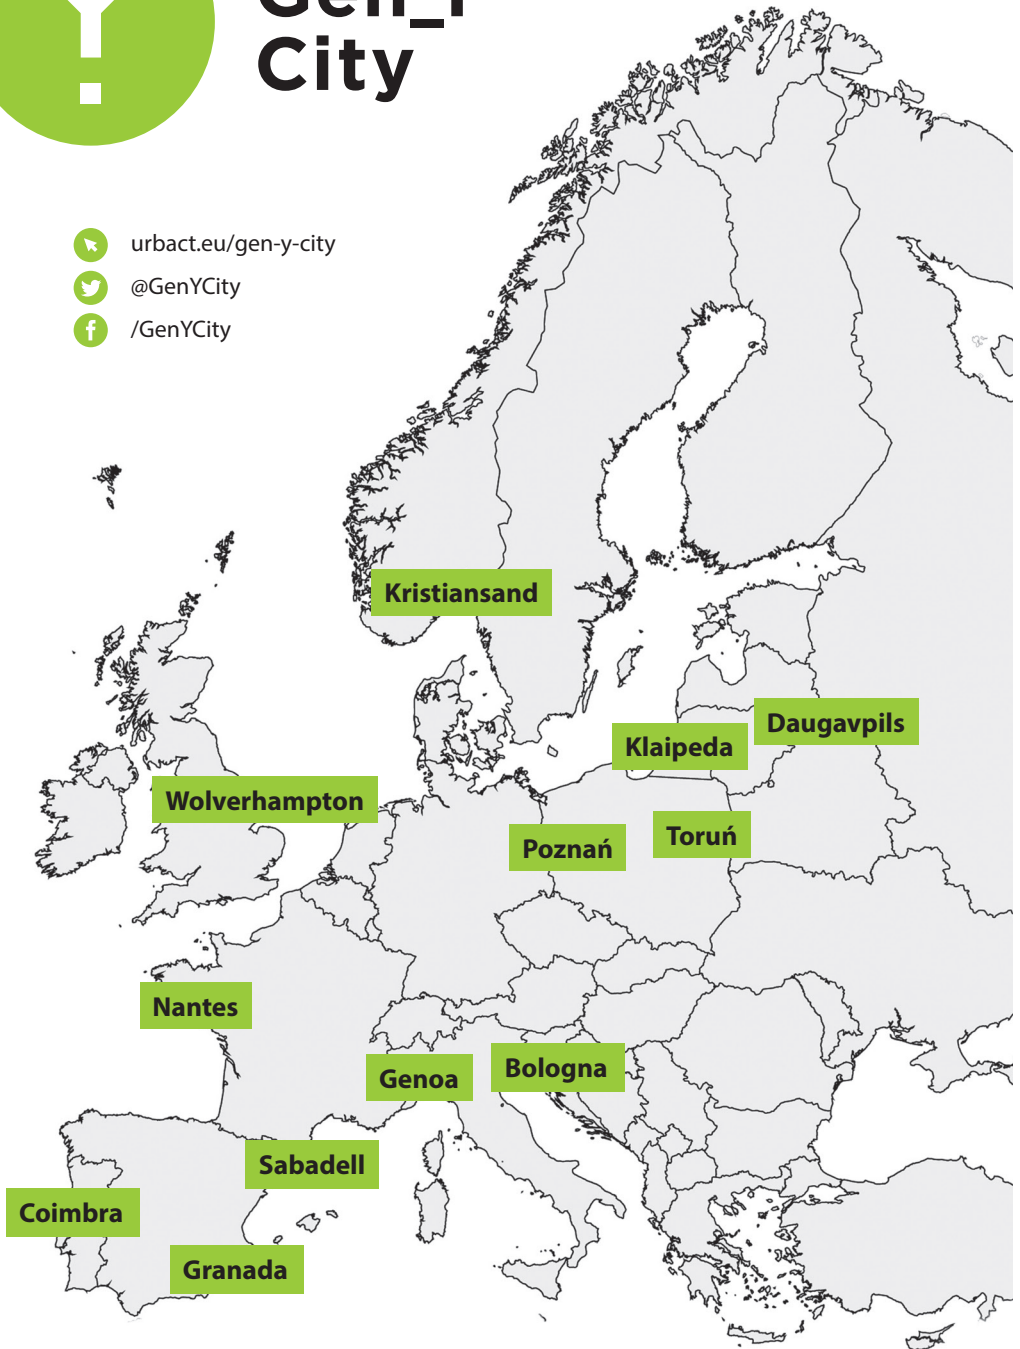 Y
Gen_Y
City
urbact.eu/gen-y-city
@GenYCity
/GenYCity
Kristiansand
Daugavpils
Klaipeda
Wolverhampton
Toruń
Poznań
Nantes
Bologna
Genoa
Sabadell
Coimbra
Granada